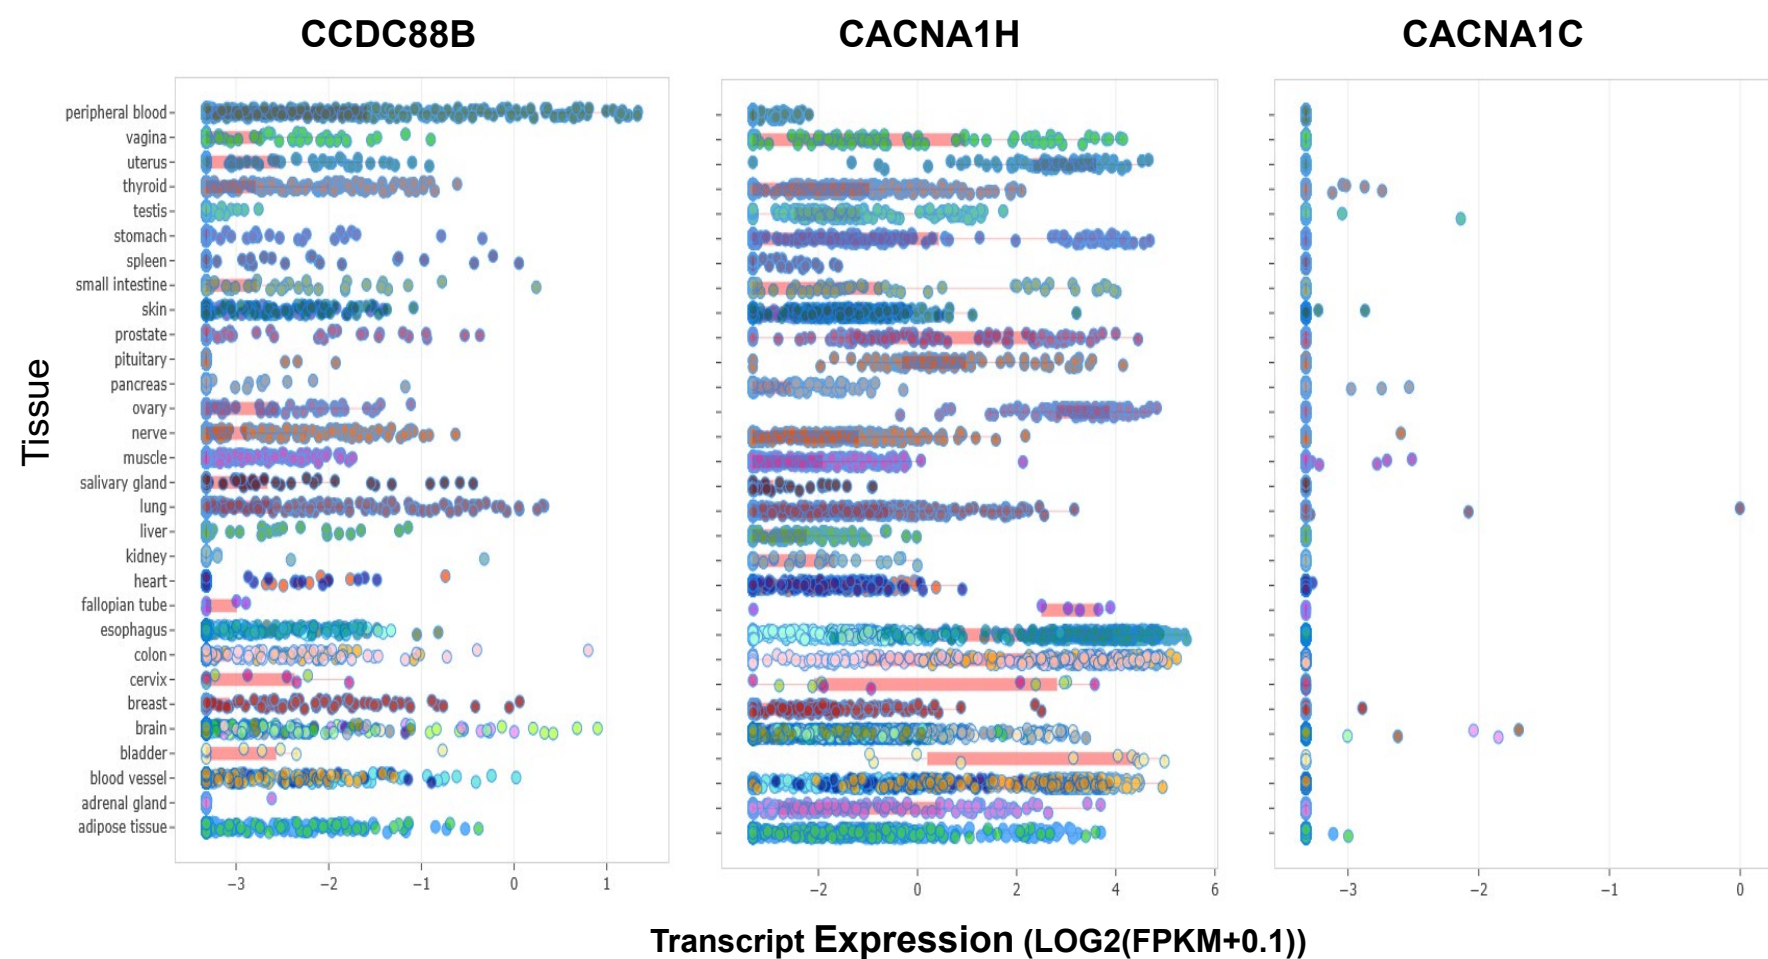 CCDC88B CACNA1H CACNA1C
Tissue
peripheral blood
vagina
uterus
thyroid
testis
stomach
spleen
small intestine
skin
prostate
pituitary
pancreas
ovary
nerve
muscle
salivary gland
lung
liver
kidney
heart
fallopian tube
esophagus
colon
cervix
breast
brain
bladder
blood vessel
adrenal gland
adipose tissue
−3 −2 −1 0 1
−2 0 2 4 6
−3 −2 −1 0
Transcript Expression (LOG2(FPKM+0.1))